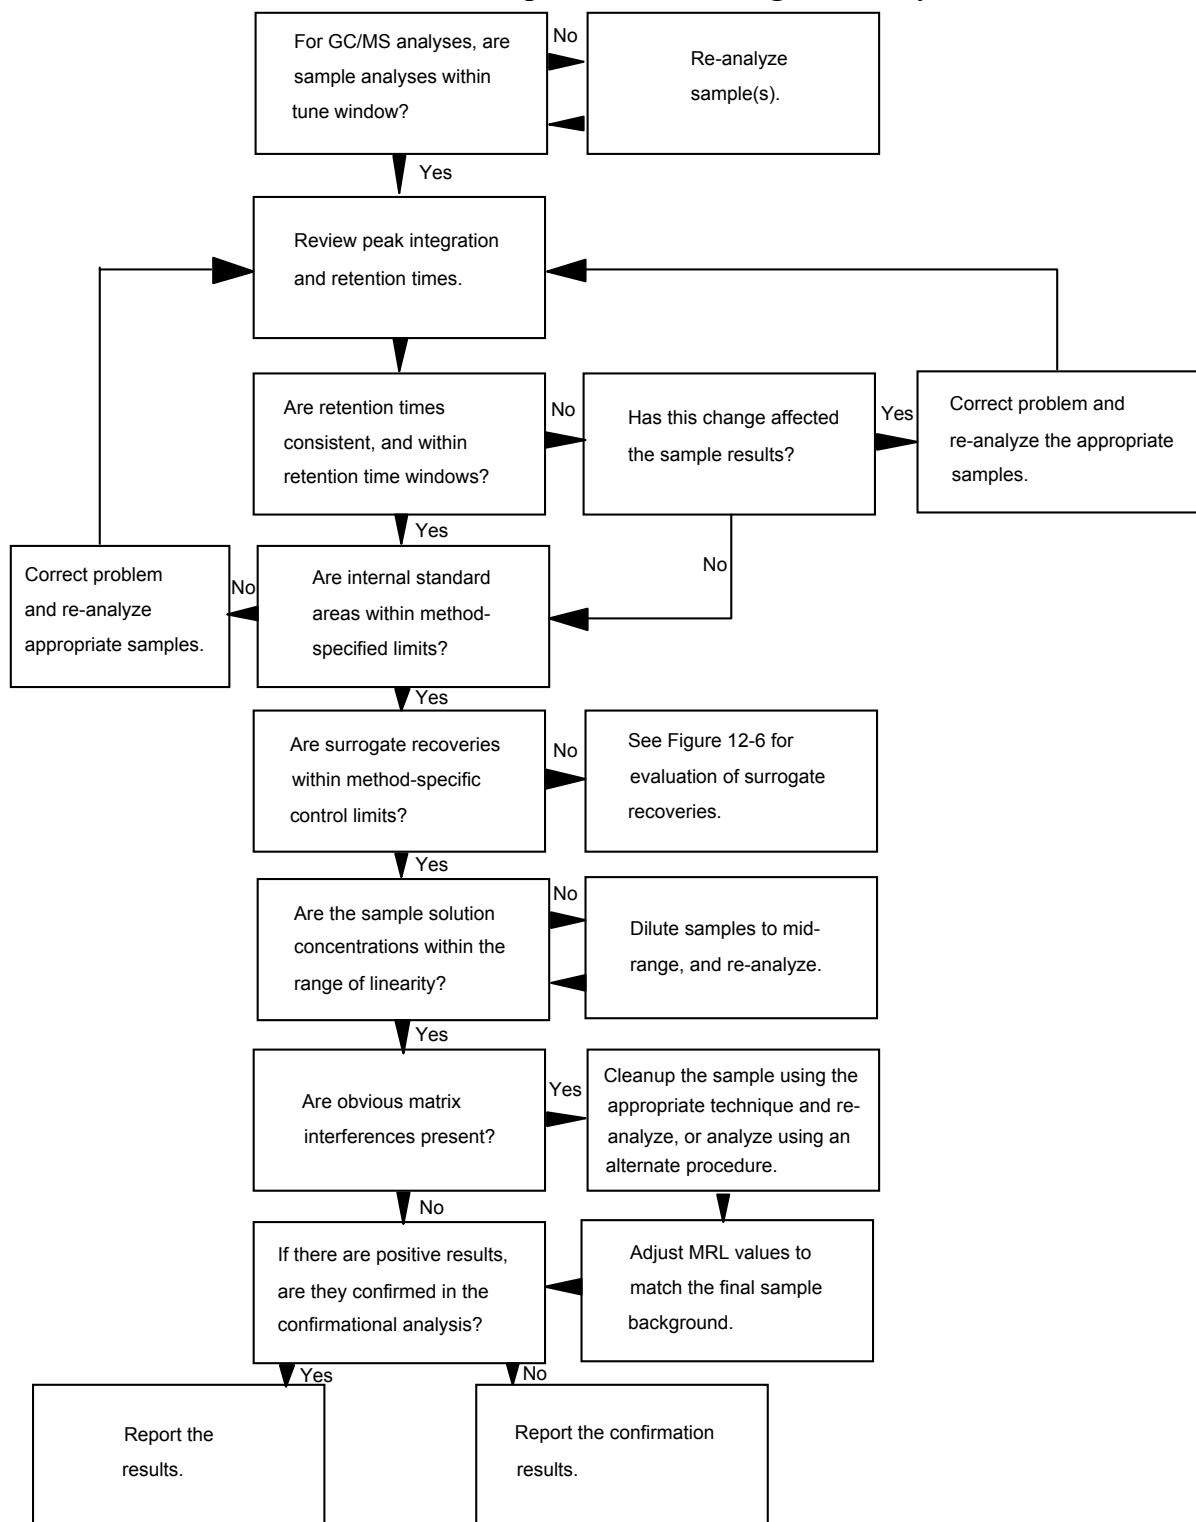 For GC/MS analyses, are
sample analyses within
tune window?
No
Re-analyze
sample(s).
Yes
Review peak integration
and retention times.
Are retention times
consistent, and within
retention time windows?
No
Has this change affected
the sample results?
Yes
Correct problem and
re-analyze the appropriate
samples.
Yes
No
Correct problem
and re-analyze
appropriate samples.
No
Are internal standard
areas within method-
specified limits?
Yes
Are surrogate recoveries
within method-specific
control limits?
No
See Figure 12-6 for
evaluation of surrogate
recoveries.
Yes
Are the sample solution
concentrations within the
range of linearity?
No
Dilute samples to mid-
range, and re-analyze.
Yes
Are obvious matrix
interferences present?
Yes
Cleanup the sample using the
appropriate technique and re-
analyze, or analyze using an
alternate procedure.
No
If there are positive results,
are they confirmed in the
confirmational analysis?
Adjust MRL values to
match the final sample
background.
Yes
No
Report the
results.
Report the confirmation
results.